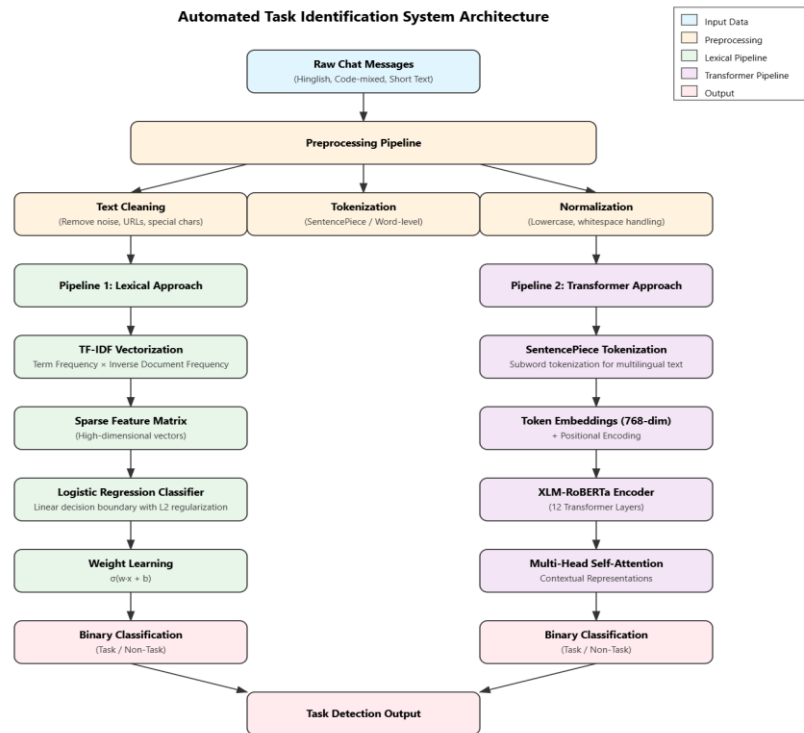 Automated Task Identification System Architecture
Input Data
Preprocessing
Lexical Pipeline
Transformer Pipeline
Output
Raw Chat Messages
(Hinglish, Code-mixed, Short Text)
Preprocessing Pipeline
Text Cleaning
(Remove noise, URLs, special chars)
Tokenization
(SentencePiece / Word-level)
Normalization
(Lowercase, whitespace handling)
Pipeline 1: Lexical Approach
TF-IDF Vectorization
Term Frequency × Inverse Document Frequency
Sparse Feature Matrix
(High-dimensional vectors)
Logistic Regression Classifier
Linear decision boundary with L2 regularization
Weight Learning
σ(w·x + b)
Binary Classification
(Task / Non-Task)
Pipeline 2: Transformer Approach
SentencePiece Tokenization
Subword tokenization for multilingual text
Token Embeddings (768-dim)
+ Positional Encoding
XLM-RoBERTa Encoder
(12 Transformer Layers)
Multi-Head Self-Attention
Contextual Representations
Binary Classification
(Task / Non-Task)
Task Detection Output